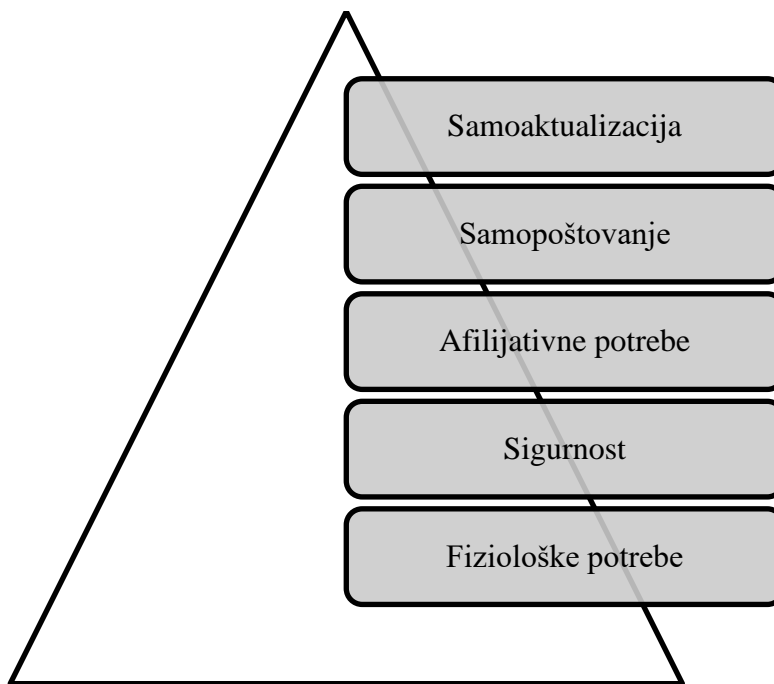 Samoaktualizacija
Samopoštovanje
Afilijativne potrebe
Sigurnost
Fiziološke potrebe